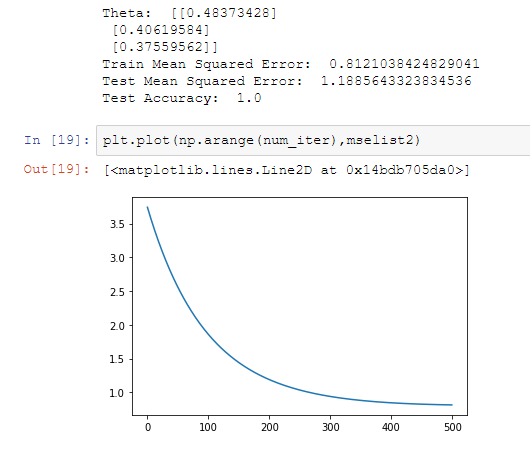 Theta:  [[0.48373428]
 [0.40619584]
 [0.37559562]]
Train Mean Squared Error:  0.8121038424829041
Test Mean Squared Error:  1.1885643323834536
Test Accuracy:  1.0
In [19]: plt.plot(np.arange(num_iter),mselist2)
Out[19]: [<matplotlib.lines.Line2D at 0x14bdb705da0>]
3.5
3.0
2.5
2.0
1.5
1.0
0 100 200 300 400 500